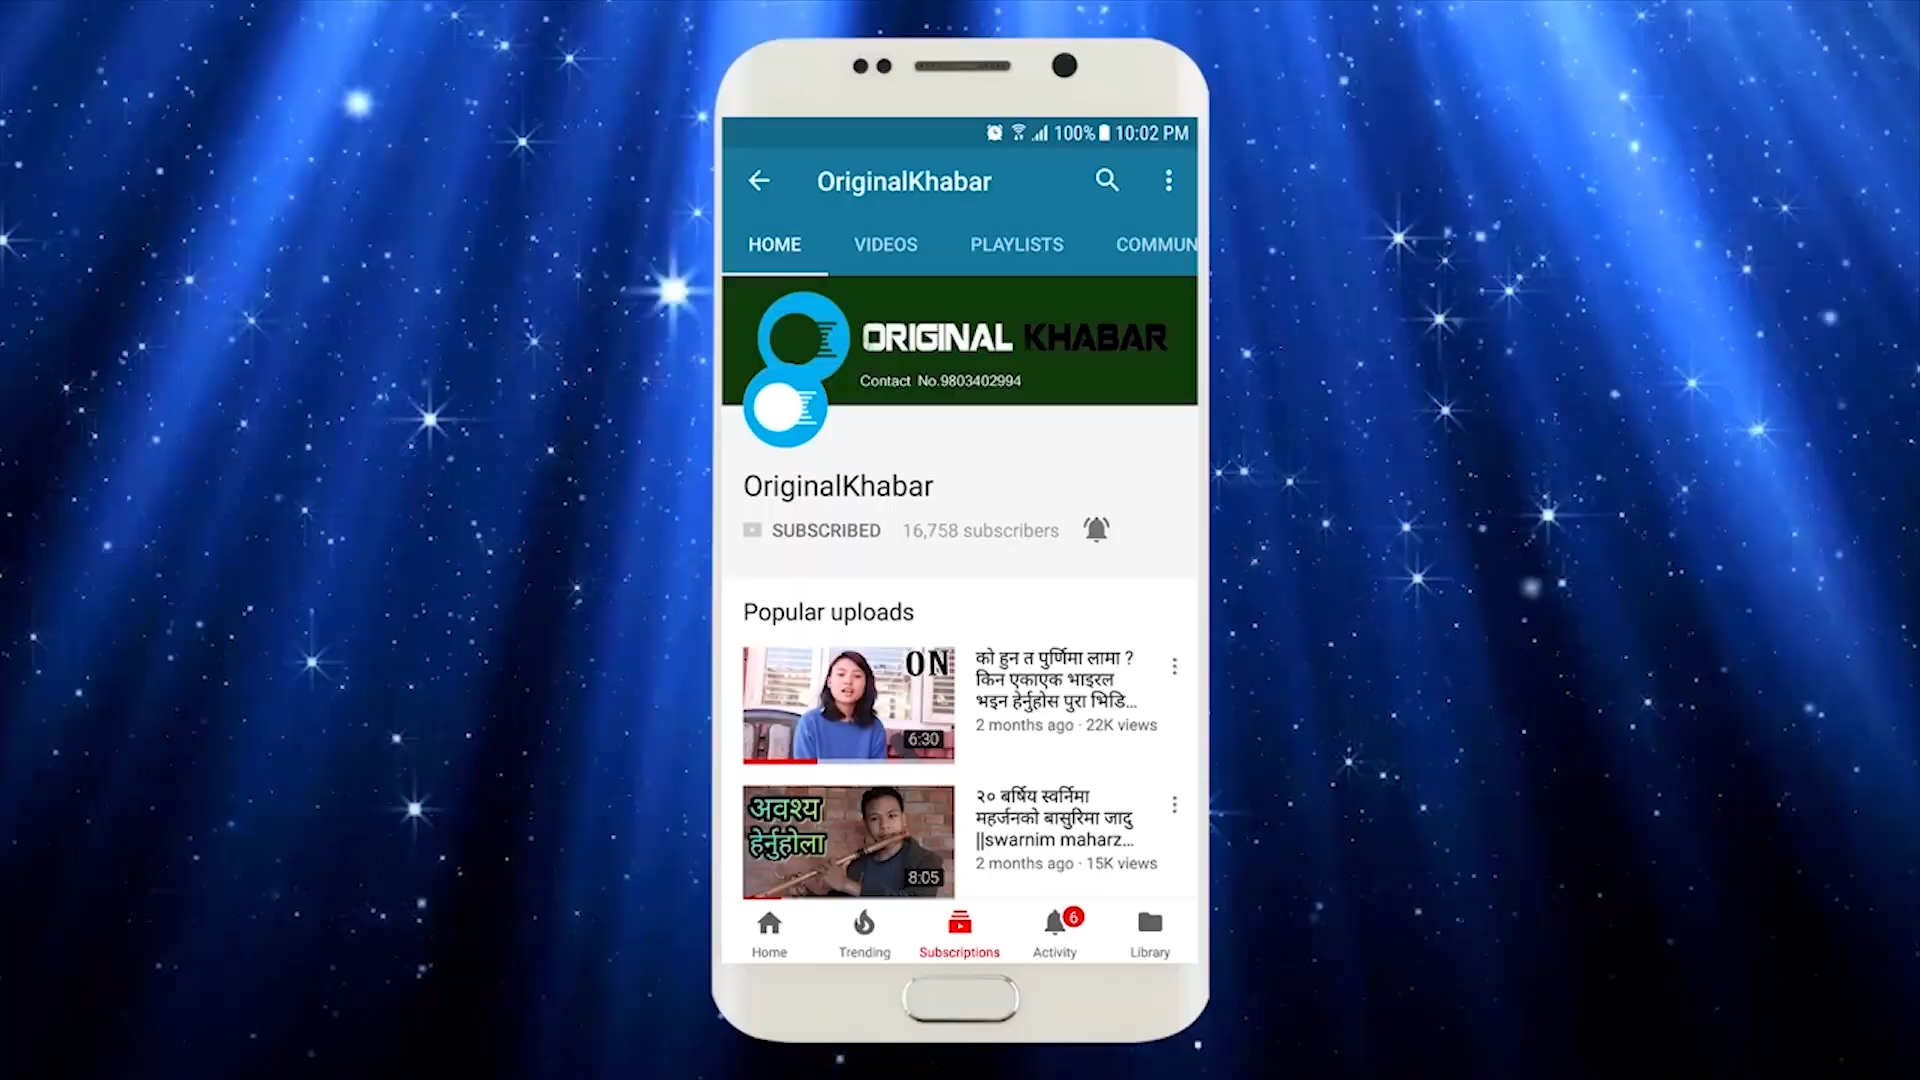 100% 10:02 PM
OriginalKhabar
HOME VIDEOS PLAYLISTS COMMUN
ORIGINAL KHABAR
Contact No.9803402994
OriginalKhabar
SUBSCRIBED 16,758 subscribers
Popular uploads
ON
6:30
को हुन त पुर्णिमा लामा ?
किन एकाएक भाइरल
भइन हेर्नुहोस पुरा भिडि...
2 months ago · 22K views
अवश्य
हेर्नुहोला
8:05
२० बर्षिय स्वर्निमा
महर्जनको बासुरिमा जादु
||swarnim maharz...
2 months ago · 15K views
6
Home Trending Subscriptions Activity Library